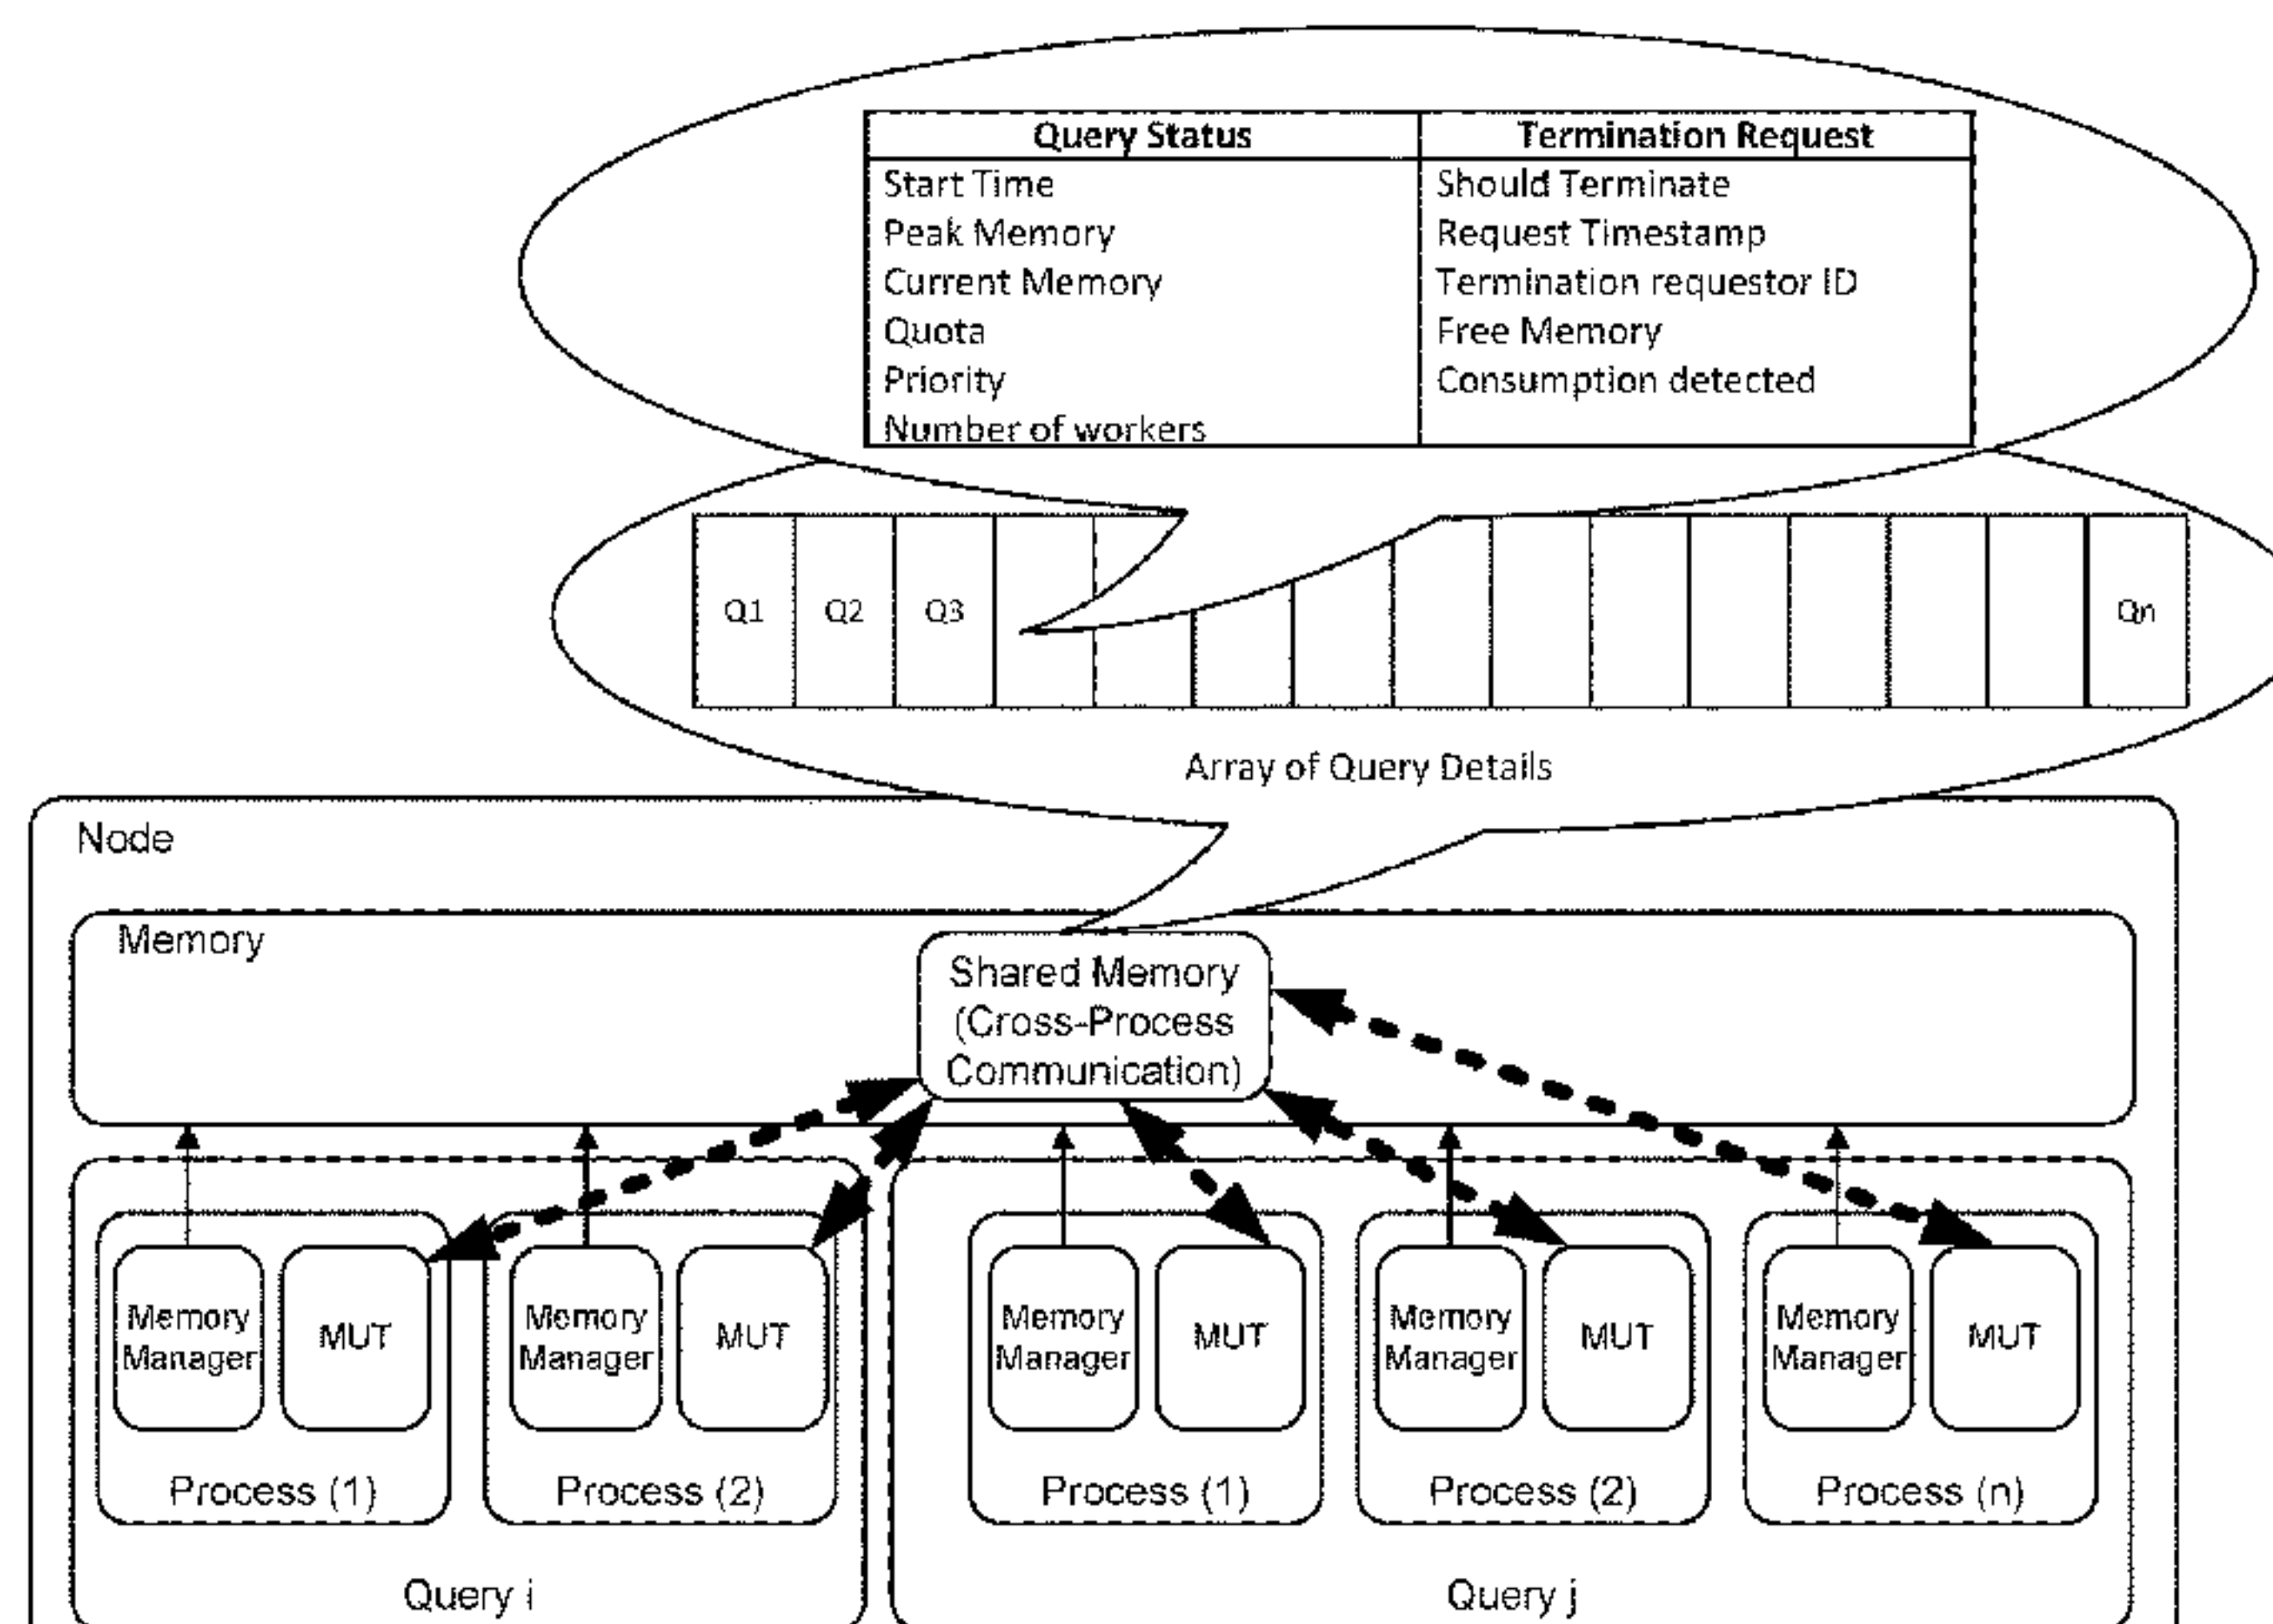 Query Status Termination Request
Start Time Should Terminate
Peak Memory Request Timestamp
Current Memory Termination requestor ID
Quota Free Memory
Priority Consumption detected
Number of workers
Q1 Q2 Q3 Qn
Array of Query Details
Node
Memory
Shared Memory
(Cross-Process
Communication)
Memory
Manager
MUT
Process (1)
Memory
Manager
MUT
Process (2)
Query i
Memory
Manager
MUT
Process (1)
Memory
Manager
MUT
Process (2)
Memory
Manager
MUT
Process (n)
Query j